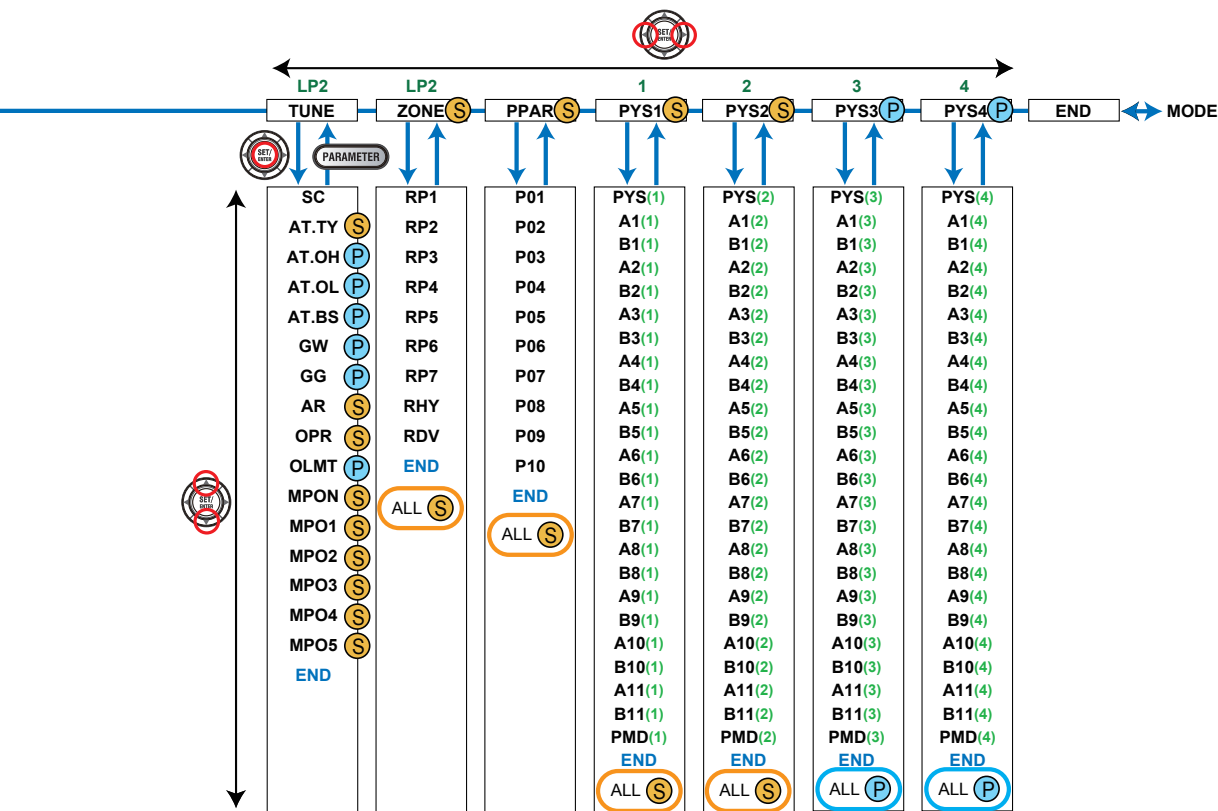 SET/
ENTER
LP2 LP2 1 2 3 4
TUNE ZONE S PPAR S PYS1 S PYS2 S PYS3 P PYS4 P END MODE
SET/
ENTER
PARAMETER
SC
AT.TY S
AT.OH P
AT.OL P
AT.BS P
GW P
GG P
AR S
OPR S
OLMT P
MPON S
MPO1 S
MPO2 S
MPO3 S
MPO4 S
MPO5 S
END
RP1
RP2
RP3
RP4
RP5
RP6
RP7
RHY
RDV
END
ALL S
P01
P02
P03
P04
P05
P06
P07
P08
P09
P10
END
ALL S
PYS(1)
A1(1)
B1(1)
A2(1)
B2(1)
A3(1)
B3(1)
A4(1)
B4(1)
A5(1)
B5(1)
A6(1)
B6(1)
A7(1)
B7(1)
A8(1)
B8(1)
A9(1)
B9(1)
A10(1)
B10(1)
A11(1)
B11(1)
PMD(1)
END
ALL S
PYS(2)
A1(2)
B1(2)
A2(2)
B2(2)
A3(2)
B3(2)
A4(2)
B4(2)
A5(2)
B5(2)
A6(2)
B6(2)
A7(2)
B7(2)
A8(2)
B8(2)
A9(2)
B9(2)
A10(2)
B10(2)
A11(2)
B11(2)
PMD(2)
END
ALL S
PYS(3)
A1(3)
B1(3)
A2(3)
B2(3)
A3(3)
B3(3)
A4(3)
B4(3)
A5(3)
B5(3)
A6(3)
B6(3)
A7(3)
B7(3)
A8(3)
B8(3)
A9(3)
B9(3)
A10(3)
B10(3)
A11(3)
B11(3)
PMD(3)
END
ALL P
PYS(4)
A1(4)
B1(4)
A2(4)
B2(4)
A3(4)
B3(4)
A4(4)
B4(4)
A5(4)
B5(4)
A6(4)
B6(4)
A7(4)
B7(4)
A8(4)
B8(4)
A9(4)
B9(4)
A10(4)
B10(4)
A11(4)
B11(4)
PMD(4)
END
ALL P
SET/
ENTER